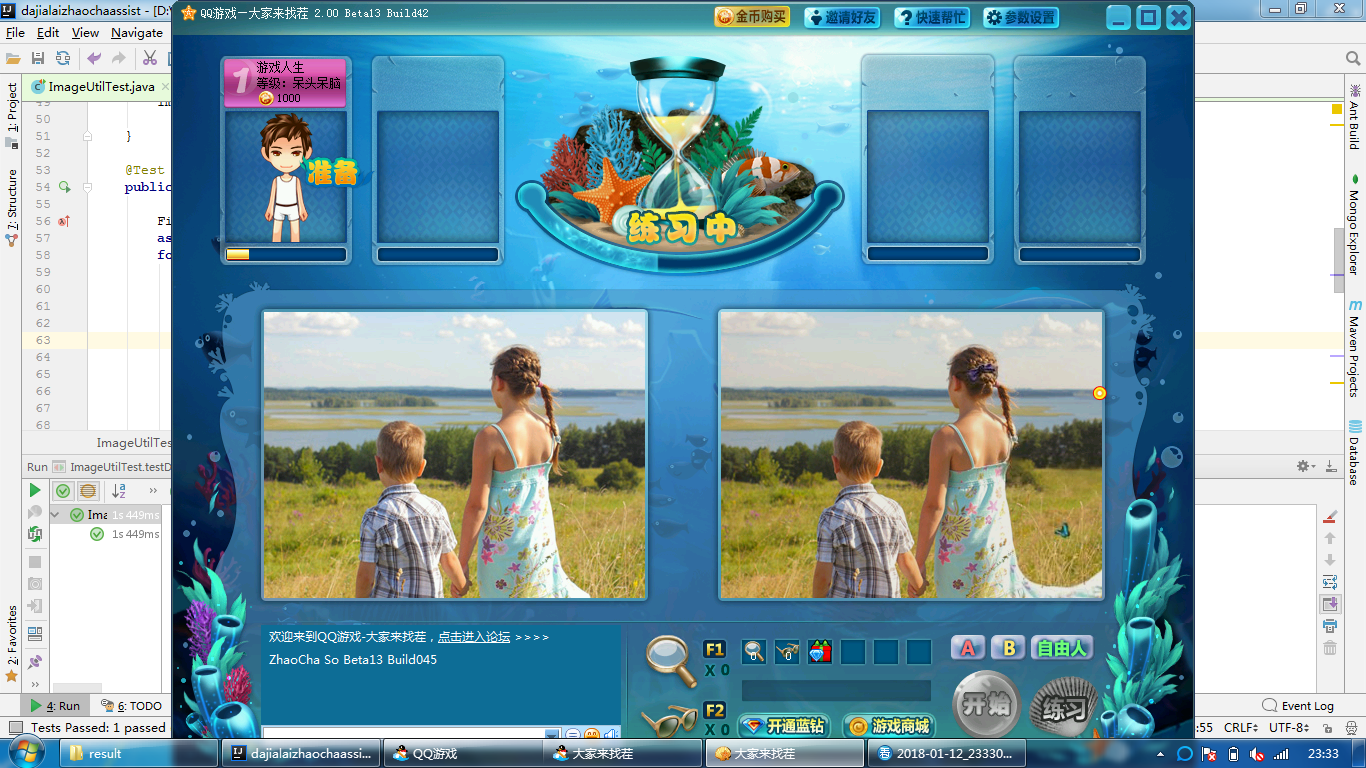 dajialaizhaochaassist - [D:\
File Edit View Navigate
ImageUtilTest.java
QQ游戏—大家来找茬 2.00 Beta13 Build42
金币购买
邀请好友
快速帮忙
参数设置
1
游戏人生
等级：呆头呆脑
1000
准备
练习中
1: Project
7: Structure
2: Favorites
49
50
51 }
52
53 @Test
54 public
55
56 Fi
57 as
58 fo
59
60
61
62
63
64
65
66
67
68
ImageUtilTes
Run ImageUtilTest.testD
Ima 1s 449ms
1s 449ms
Ant Build
Mongo Explorer
Maven Projects
Database
欢迎来到QQ游戏-大家来找茬，点击进入论坛 >>>>
ZhaoCha So Beta13 Build045
F1
X 0
F2
X 0
0
0
开通蓝钻
游戏商城
A
B
自由人
开始
练习
4: Run
6: TODO
Event Log
Tests Passed: 1 passed
:55 CRLF UTF-8
result
dajialaizhaochaassist...
QQ游戏
大家来找茬
大家来找茬
2018-01-12_23330...
23:33